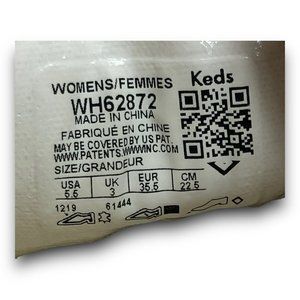 WOMENS/FEMMES Keds
WH62872
MADE IN CHINA
FABRIQUÉ EN CHINE
MAY BE COVERED BY US PAT.
WWW.PATENTS.WWWINC.COM
SIZE/GRANDEUR
USA UK EUR CM
5.5 3 35.5 22.5
1219 61444